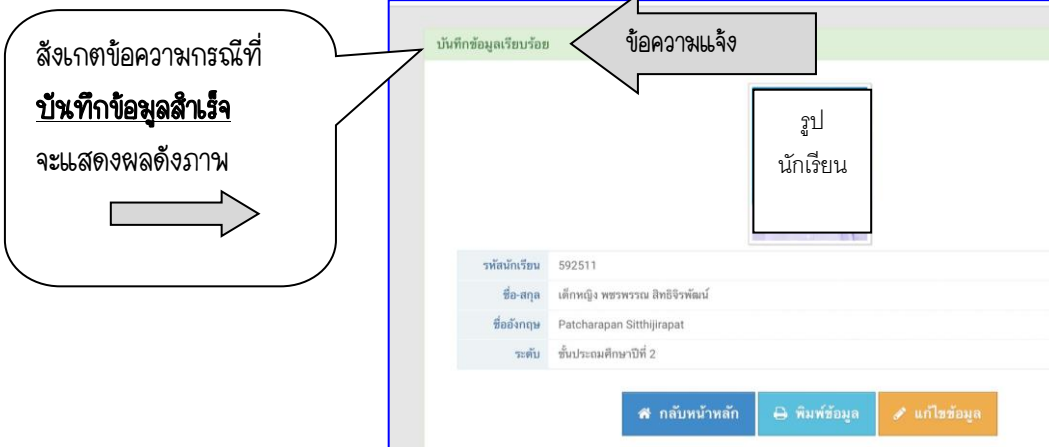 สังเกตข้อความกรณีที่
บันทึกข้อมูลสำเร็จ
จะแสดงผลดังภาพ
บันทึกข้อมูลเรียบร้อย
ข้อความแจ้ง
รูป
นักเรียน
รหัสนักเรียน 592511
ชื่อ-สกุล เด็กหญิง พชรพรรณ สิทธิจิรพัฒน์
ชื่ออังกฤษ Patcharapan Sitthijirapat
ระดับ ชั้นประถมศึกษาปีที่ 2
กลับหน้าหลัก พิมพ์ข้อมูล แก้ไขข้อมูล